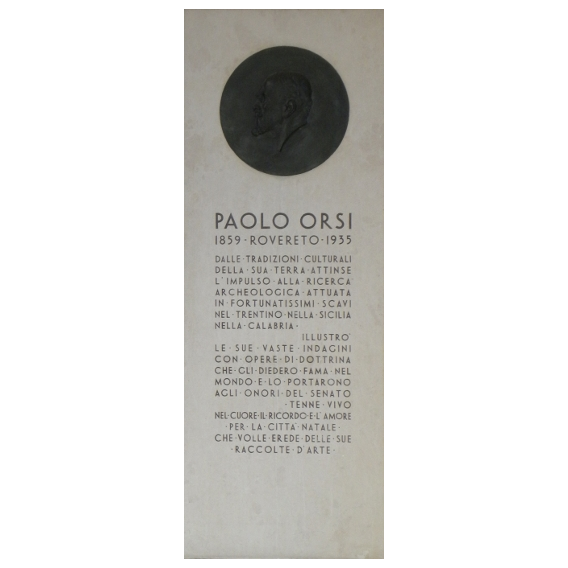 PAOLO ORSI
1859·ROVERETO·1935
DALLE·TRADIZIONI·CULTURALI
DELLA·SUA·TERRA·ATTINSE
L'IMPULSO·ALLA·RICERCA
ARCHEOLOGICA·ATTUATA
IN·FORTUNATISSIMI·SCAVI
NEL·TRENTINO·NELLA·SICILIA
NELLA·CALABRIA·
ILLUSTRÒ
LE·SUE·VASTE·INDAGINI
CON·OPERE·DI·DOTTRINA
CHE·GLI·DIEDERO·FAMA·NEL
MONDO·E·LO·PORTARONO
AGLI·ONORI·DEL·SENATO
·TENNE·VIVO
NEL·CUORE·IL·RICORDO·E·L'AMORE
·PER·LA·CITTÀ·NATALE·
CHE·VOLLE·EREDE·DELLE·SUE
·RACCOLTE·D'ARTE·